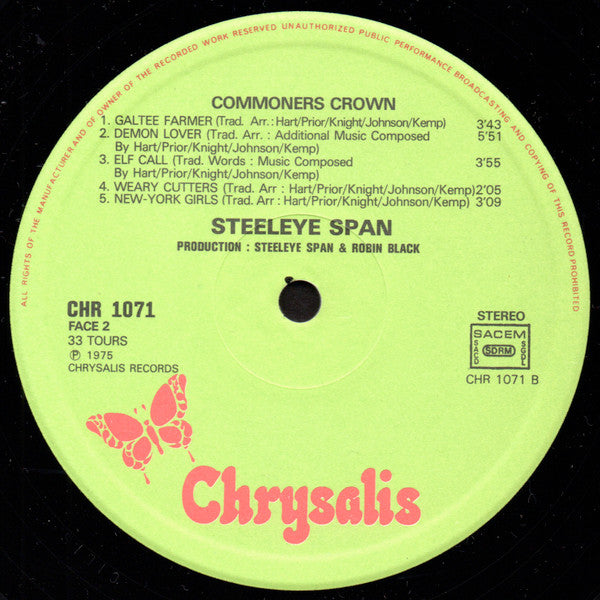 ALL RIGHTS OF THE MANUFACTURER AND OF THE OWNER OF THE RECORDED WORK RESERVED UNAUTHORIZED PUBLIC PERFORMANCE BROADCASTING AND COPYING OF THIS RECORD PROHIBITED
COMMONERS CROWN
1. GALTEE FARMER (Trad. Arr. : Hart/Prior/Knight/Johnson/Kemp) 3'43
2. DEMON LOVER (Trad. Arr. : Additional Music Composed 5'51
By Hart/Prior/Knight/Johnson/Kemp)
3. ELF CALL (Trad. Words : Music Composed 3'55
By Hart/Prior/Knight/Johnson/Kemp)
4. WEARY CUTTERS (Trad. Arr : Hart/Prior/Knight/Johnson/Kemp) 2'05
5. NEW-YORK GIRLS (Trad. Arr : Hart/Prior/Knight/Johnson/Kemp) 3'09
STEELEYE SPAN
PRODUCTION : STEELEYE SPAN & ROBIN BLACK
CHR 1071
FACE 2
33 TOURS
℗ 1975
CHRYSALIS RECORDS
STEREO
SACEM
SACD SDRM SGDL
CHR 1071 B
Chrysalis